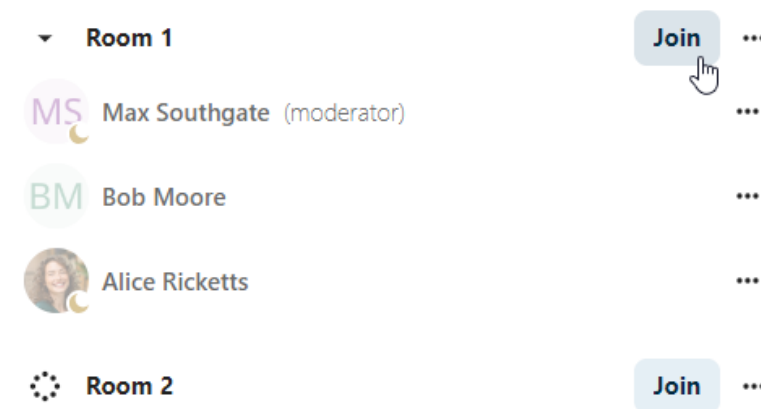 Room 1 Join
MS Max Southgate (moderator)
BM Bob Moore
Alice Ricketts
Room 2 Join